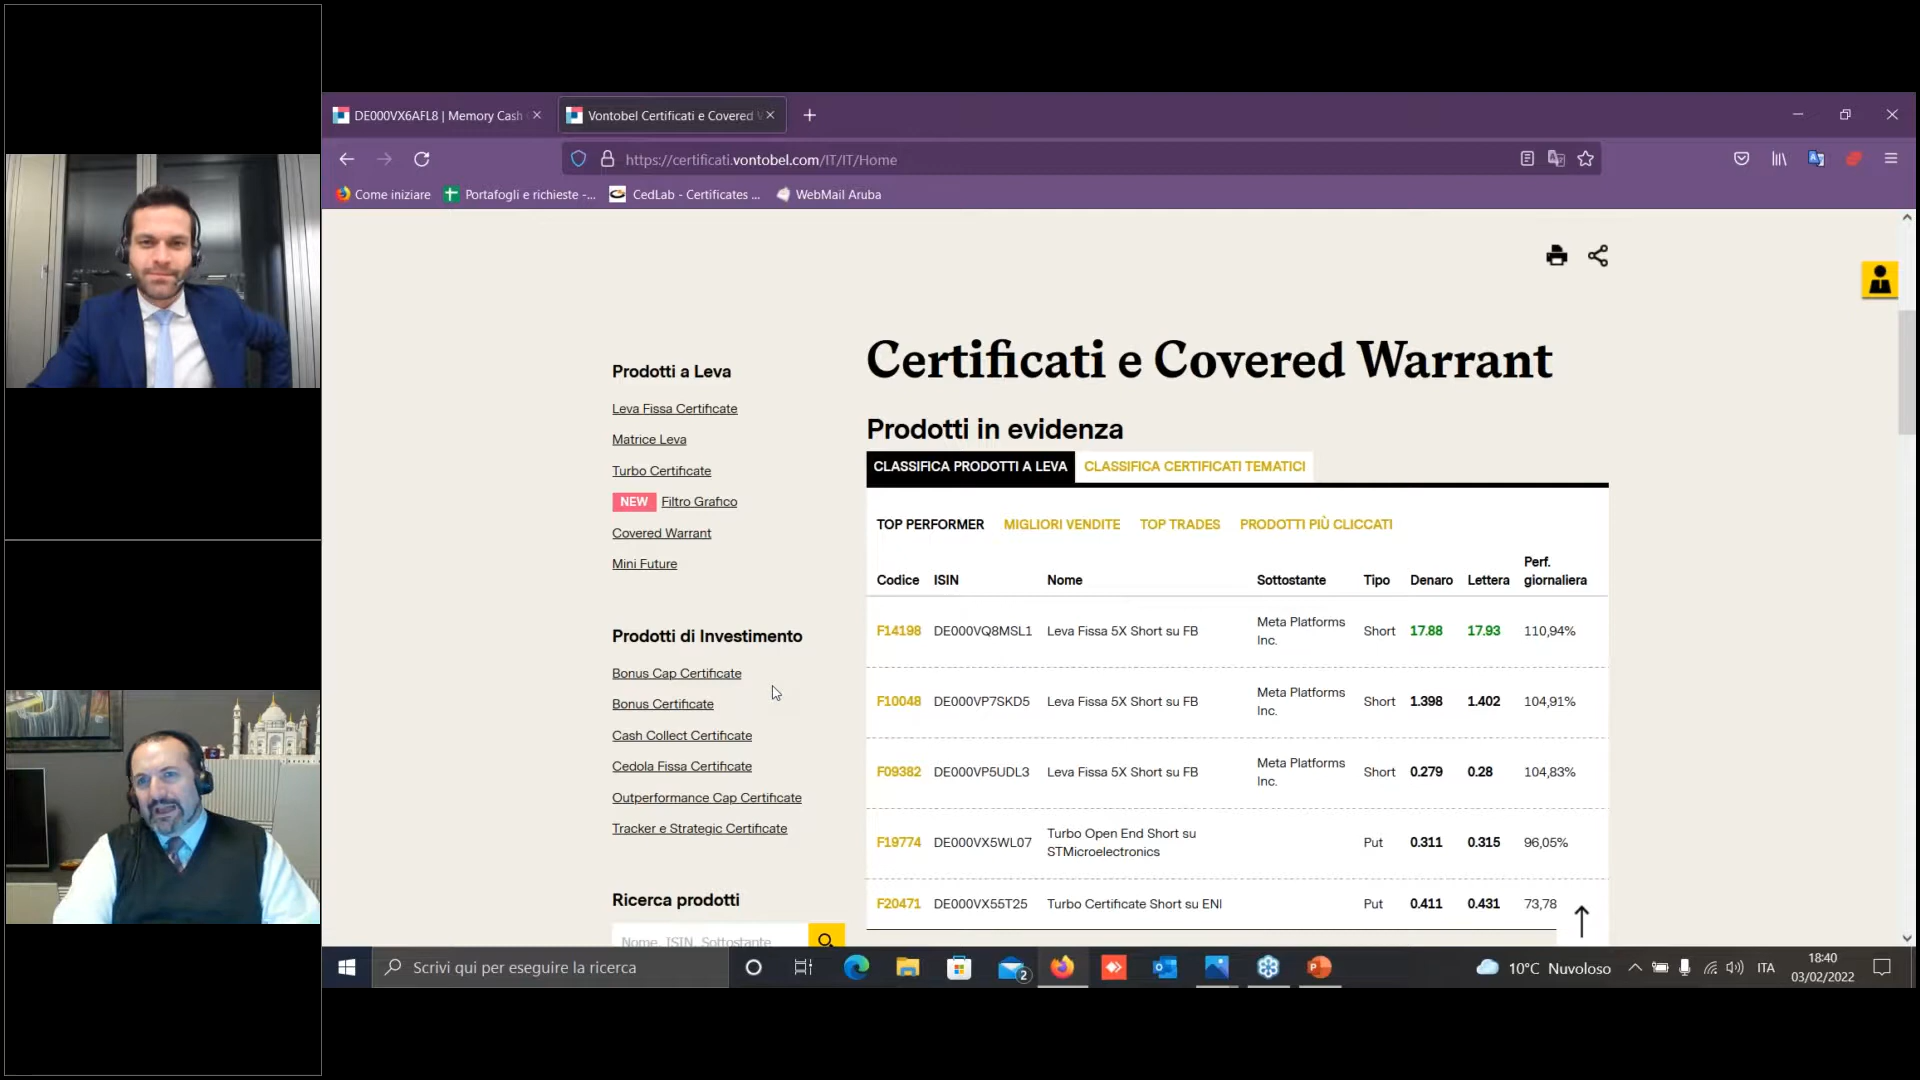 DE000VX6AFL8 | Memory Cash
Vontobel Certificati e Covered
https://certificati.vontobel.com/IT/IT/Home
Come iniziare
Portafogli e richieste -...
CedLab - Certificates ...
WebMail Aruba
Certificati e Covered Warrant
Prodotti a Leva
Leva Fissa Certificate
Matrice Leva
Turbo Certificate
NEW Filtro Grafico
Covered Warrant
Mini Future
Prodotti di Investimento
Bonus Cap Certificate
Bonus Certificate
Cash Collect Certificate
Cedola Fissa Certificate
Outperformance Cap Certificate
Tracker e Strategic Certificate
Ricerca prodotti
Nome, ISIN, Sottostante
Prodotti in evidenza
CLASSIFICA PRODOTTI A LEVA CLASSIFICA CERTIFICATI TEMATICI
TOP PERFORMER MIGLIORI VENDITE TOP TRADES PRODOTTI PIÙ CLICCATI
Codice ISIN Nome Sottostante Tipo Denaro Lettera Perf. giornaliera
F14198 DE000VQ8MSL1 Leva Fissa 5X Short su FB Meta Platforms Inc. Short 17.88 17.93 110,94%
F10048 DE000VP7SKD5 Leva Fissa 5X Short su FB Meta Platforms Inc. Short 1.398 1.402 104,91%
F09382 DE000VP5UDL3 Leva Fissa 5X Short su FB Meta Platforms Inc. Short 0.279 0.28 104,83%
F19774 DE000VX5WL07 Turbo Open End Short su STMicroelectronics Put 0.311 0.315 96,05%
F20471 DE000VX55T25 Turbo Certificate Short su ENI Put 0.411 0.431 73,78
Scrivi qui per eseguire la ricerca
2
10°C Nuvoloso
ITA
18:40
03/02/2022